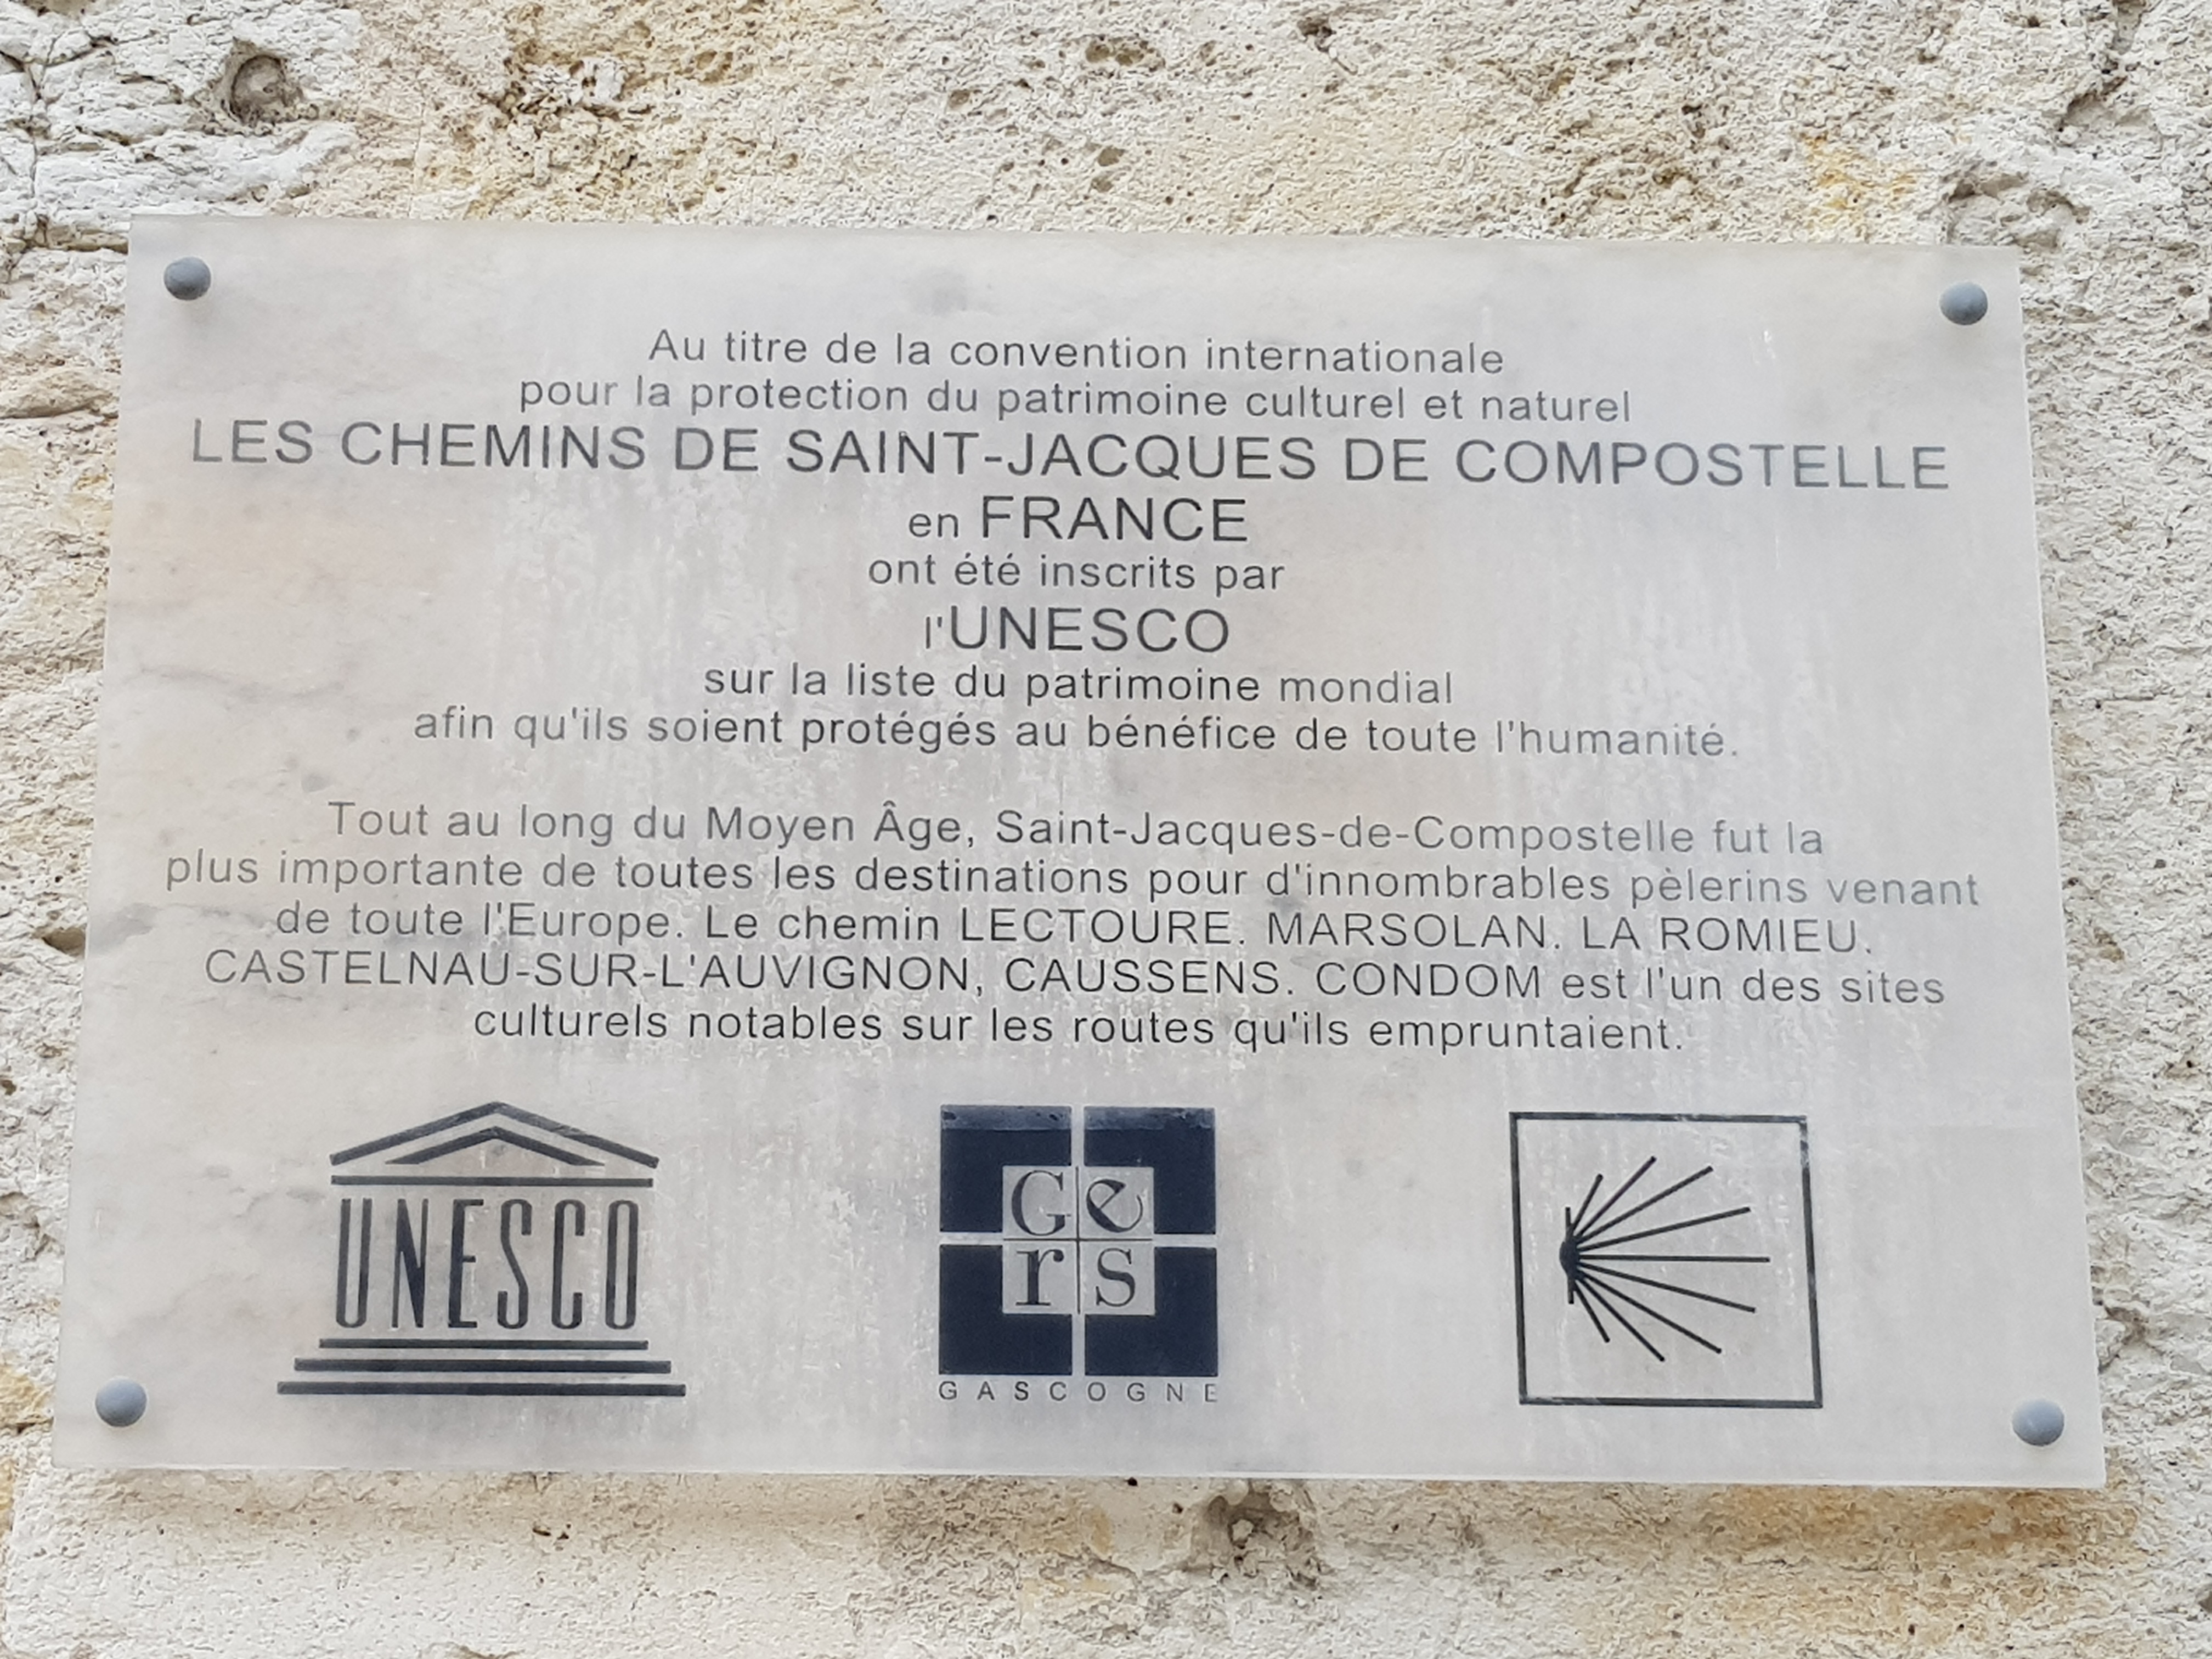 Au titre de la convention internationale
pour la protection du patrimoine culturel et naturel
LES CHEMINS DE SAINT-JACQUES DE COMPOSTELLE
en FRANCE
ont été inscrits par
l'UNESCO
sur la liste du patrimoine mondial
afin qu'ils soient protégés au bénéfice de toute l'humanité.
Tout au long du Moyen Âge, Saint-Jacques-de-Compostelle fut la
plus importante de toutes les destinations pour d'innombrables pèlerins venant
de toute l'Europe. Le chemin LECTOURE. MARSOLAN. LA ROMIEU.
CASTELNAU-SUR-L'AUVIGNON, CAUSSENS. CONDOM est l'un des sites
culturels notables sur les routes qu'ils empruntaient.
UNESCO
Ge
rs
GASCOGNE